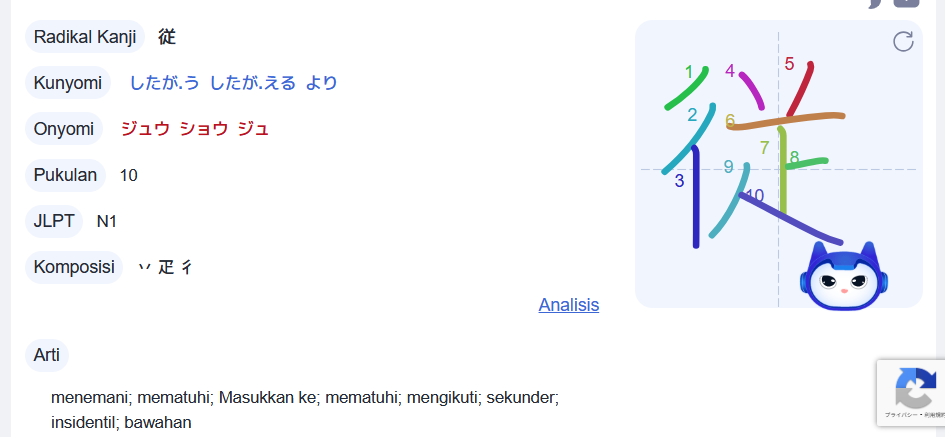 Radikal Kanji 従
Kunyomi したが.う したが.える より
Onyomi ジュウ ショウ ジュ
Pukulan 10
JLPT N1
Komposisi 丷 疋 彳
Analisis
Arti
menemani; mematuhi; Masukkan ke; mematuhi; mengikuti; sekunder;
insidentil; bawahan
1 4 5
2 6
7 8
3 9 10
プライバシー • 利用規約